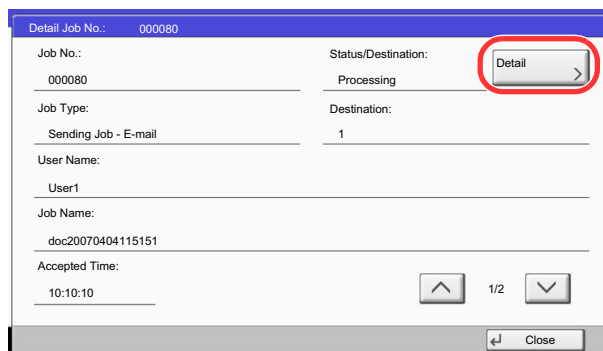 Detail Job No.: 000080
Job No.: Status/Destination:
000080 Processing Detail
Job Type: Destination:
Sending Job - E-mail 1
User Name:
User1
Job Name:
doc20070404115151
Accepted Time:
10:10:10 1/2
Close